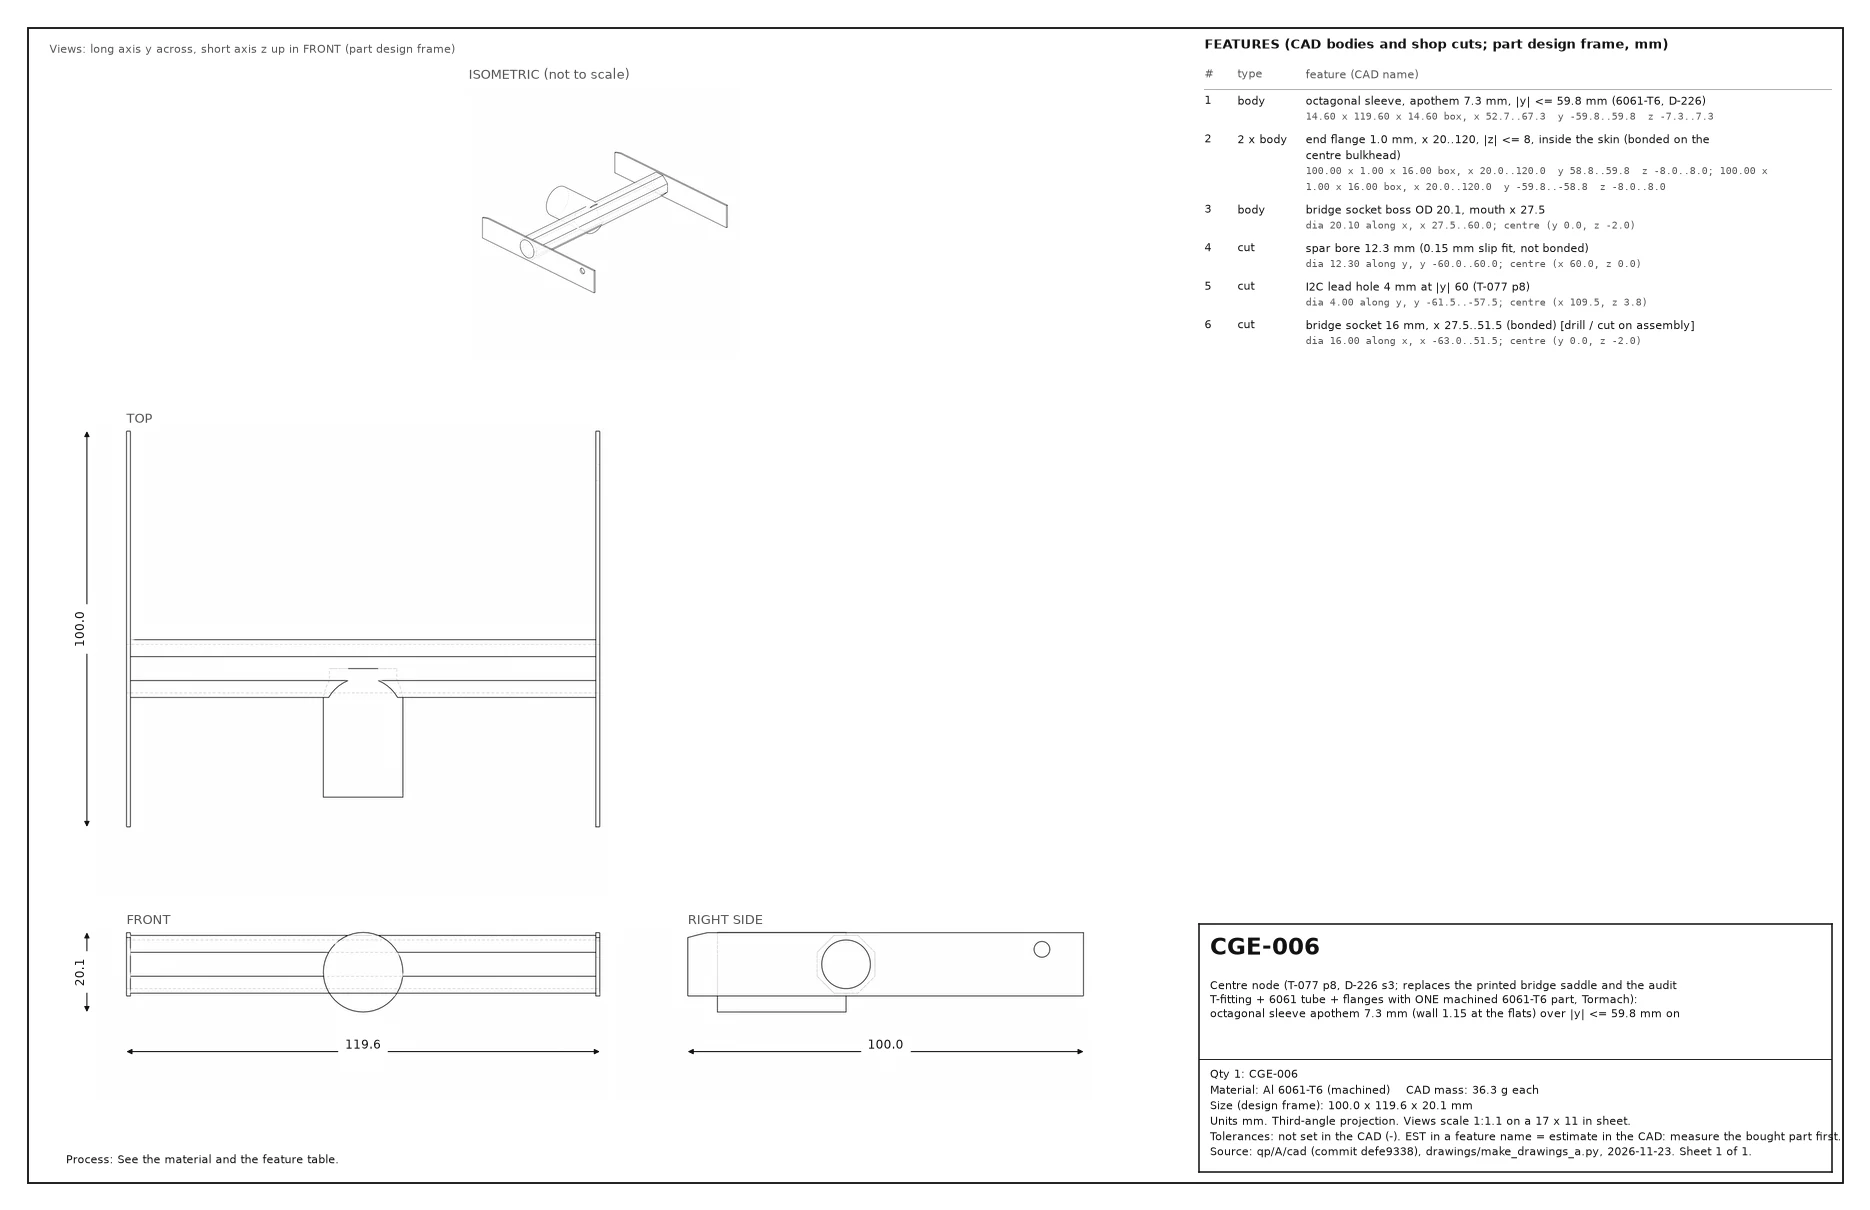 Views: long axis y across, short axis z up in FRONT (part design frame)
ISOMETRIC (not to scale)
TOP
100.0
FRONT
20.1
119.6
RIGHT SIDE
100.0
Process: See the material and the feature table.
FEATURES (CAD bodies and shop cuts; part design frame, mm)
# type feature (CAD name)
1 body octagonal sleeve, apothem 7.3 mm, |y| <= 59.8 mm (6061-T6, D-226)
14.60 x 119.60 x 14.60 box, x 52.7..67.3 y -59.8..59.8 z -7.3..7.3
2 2 x body end flange 1.0 mm, x 20..120, |z| <= 8, inside the skin (bonded on the
centre bulkhead)
100.00 x 1.00 x 16.00 box, x 20.0..120.0 y 58.8..59.8 z -8.0..8.0; 100.00 x
1.00 x 16.00 box, x 20.0..120.0 y -59.8..-58.8 z -8.0..8.0
3 body bridge socket boss OD 20.1, mouth x 27.5
dia 20.10 along x, x 27.5..60.0; centre (y 0.0, z -2.0)
4 cut spar bore 12.3 mm (0.15 mm slip fit, not bonded)
dia 12.30 along y, y -60.0..60.0; centre (x 60.0, z 0.0)
5 cut I2C lead hole 4 mm at |y| 60 (T-077 p8)
dia 4.00 along y, y -61.5..-57.5; centre (x 109.5, z 3.8)
6 cut bridge socket 16 mm, x 27.5..51.5 (bonded) [drill / cut on assembly]
dia 16.00 along x, x -63.0..51.5; centre (y 0.0, z -2.0)
CGE-006
Centre node (T-077 p8, D-226 s3; replaces the printed bridge saddle and the audit
T-fitting + 6061 tube + flanges with ONE machined 6061-T6 part, Tormach):
octagonal sleeve apothem 7.3 mm (wall 1.15 at the flats) over |y| <= 59.8 mm on
Qty 1: CGE-006
Material: Al 6061-T6 (machined) CAD mass: 36.3 g each
Size (design frame): 100.0 x 119.6 x 20.1 mm
Units mm. Third-angle projection. Views scale 1:1.1 on a 17 x 11 in sheet.
Tolerances: not set in the CAD (-). EST in a feature name = estimate in the CAD: measure the bought part first.
Source: qp/A/cad (commit defe9338), drawings/make_drawings_a.py, 2026-11-23. Sheet 1 of 1.